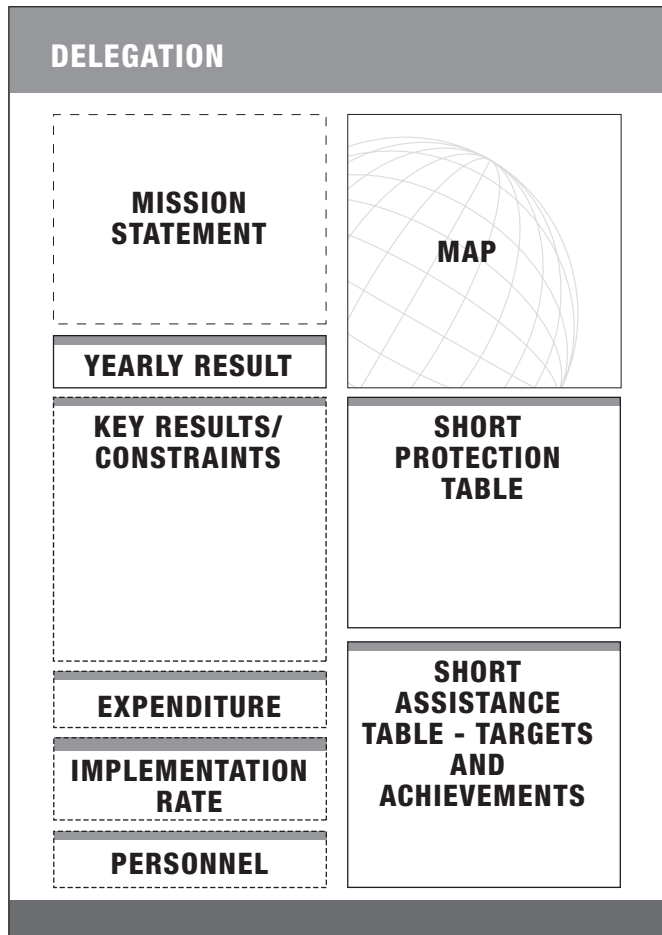 DELEGATION
MISSION
STATEMENT
YEARLY RESULT
KEY RESULTS/
CONSTRAINTS
EXPENDITURE
IMPLEMENTATION
RATE
PERSONNEL
MAP
SHORT
PROTECTION
TABLE
SHORT
ASSISTANCE
TABLE - TARGETS
AND
ACHIEVEMENTS